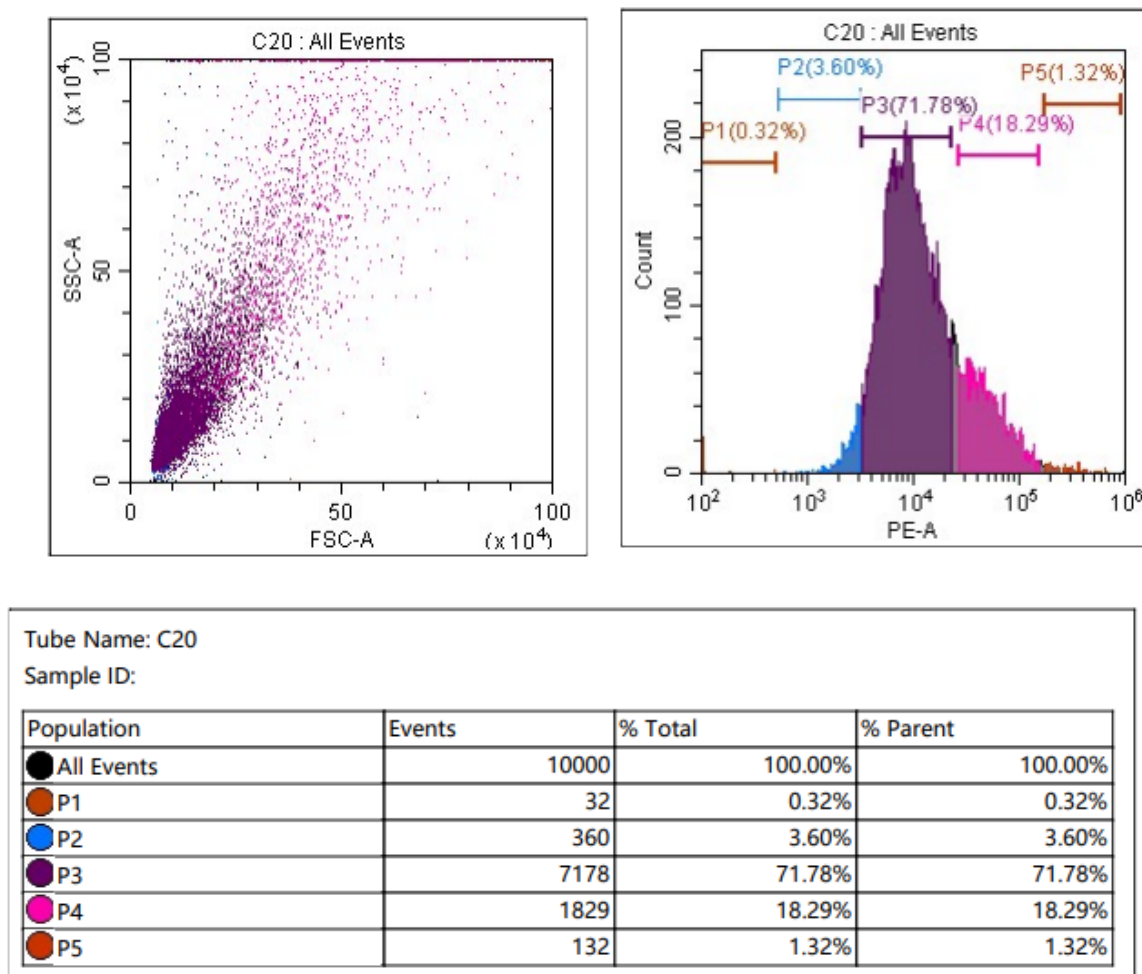 C20 : All Events
100
(x 10⁴)
SSC-A
50
0
0
50
100
FSC-A
(x 10⁴)
C20 : All Events
P2(3.60%)
P5(1.32%)
P3(71.78%)
P1(0.32%)
P4(18.29%)
200
Count
100
0
10² 10³ 10⁴ 10⁵ 10⁶
PE-A
Tube Name: C20
Sample ID:
Population Events % Total % Parent
All Events 10000 100.00% 100.00%
P1 32 0.32% 0.32%
P2 360 3.60% 3.60%
P3 7178 71.78% 71.78%
P4 1829 18.29% 18.29%
P5 132 1.32% 1.32%